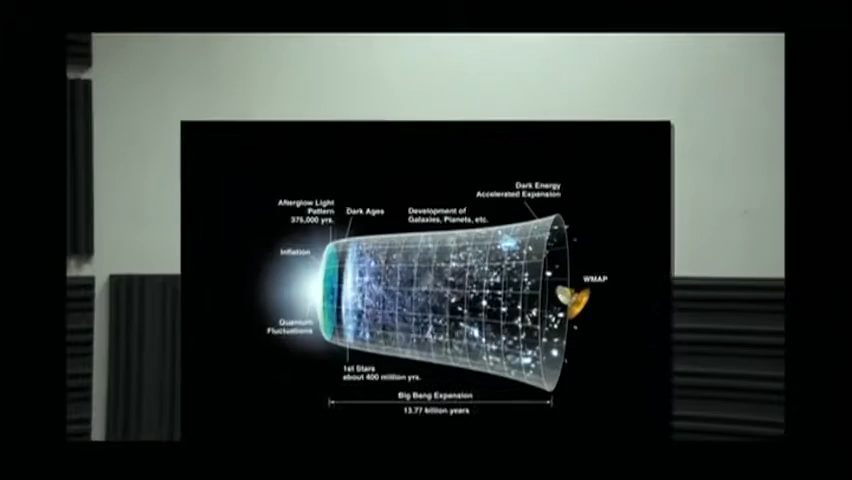 Dark Energy
Accelerated Expansion
Afterglow Light
Pattern
375,000 yrs.
Dark Ages
Development of
Galaxies, Planets, etc.
Inflation
WMAP
Quantum
Fluctuations
1st Stars
about 400 million yrs.
Big Bang Expansion
13.77 billion years